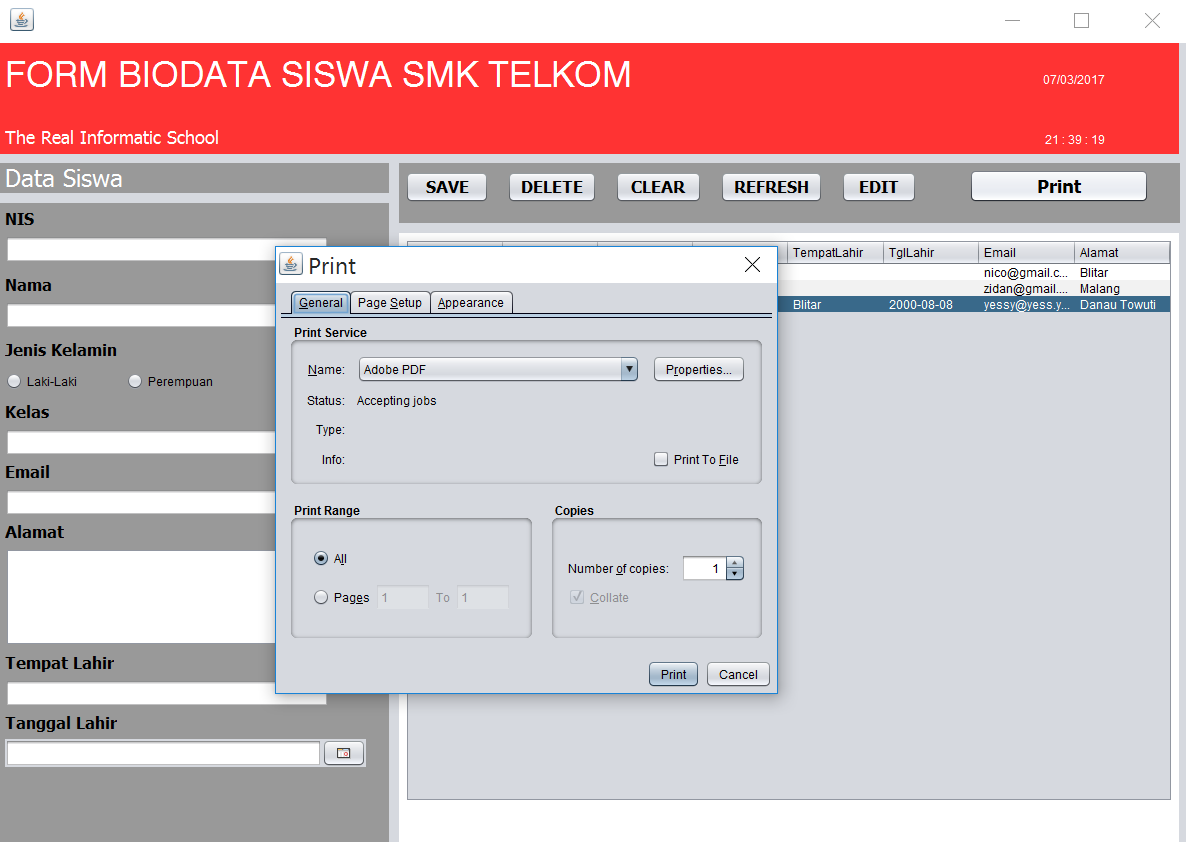 FORM BIODATA SISWA SMK TELKOM
07/03/2017
The Real Informatic School
21 : 39 : 19
Data Siswa
SAVE DELETE CLEAR REFRESH EDIT Print
NIS
Nama
Jenis Kelamin
Laki-Laki Perempuan
Kelas
Email
Alamat
Tempat Lahir
Tanggal Lahir
TempatLahir TglLahir Email Alamat
nico@gmail.c... Blitar
zidan@gmail.... Malang
Blitar 2000-08-08 yessy@yess.y... Danau Towuti
Print
General Page Setup Appearance
Print Service
Name: Adobe PDF Properties...
Status: Accepting jobs
Type:
Info: Print To File
Print Range
All
Pages 1 To 1
Copies
Number of copies: 1
Collate
Print Cancel